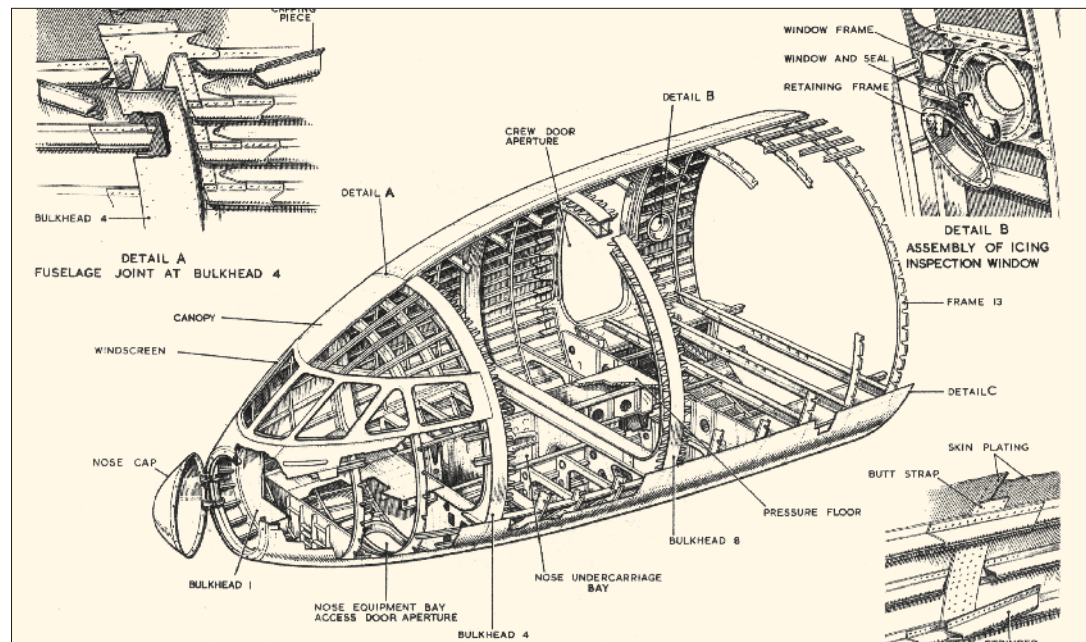 CAPPING
PIECE
BULKHEAD 4
DETAIL A
FUSELAGE JOINT AT BULKHEAD 4
WINDOW FRAME
WINDOW AND SEAL
RETAINING FRAME
DETAIL B
ASSEMBLY OF ICING
INSPECTION WINDOW
DETAIL B
CREW DOOR
APERTURE
DETAIL A
CANOPY
WINDSCREEN
NOSE CAP
BULKHEAD 1
NOSE EQUIPMENT BAY
ACCESS DOOR APERTURE
BULKHEAD 4
NOSE UNDERCARRIAGE
BAY
BULKHEAD 8
PRESSURE FLOOR
FRAME 13
DETAIL C
SKIN PLATING
BUTT STRAP
STRINGER